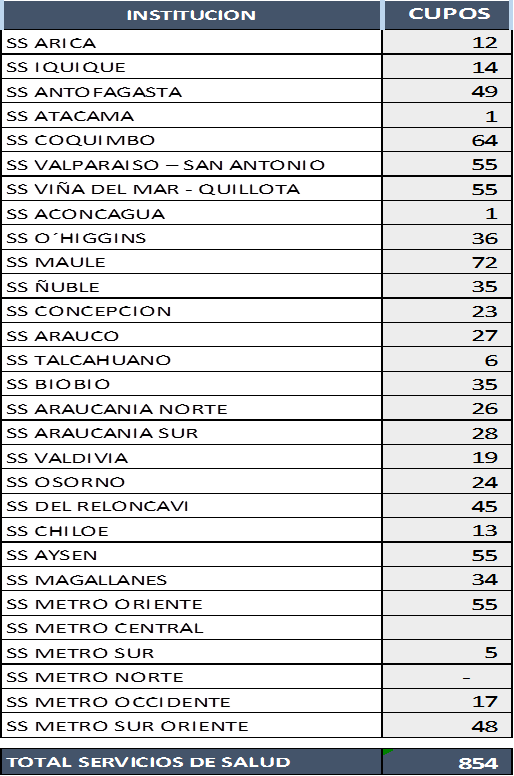 INSTITUCION CUPOS
SS ARICA 12
SS IQUIQUE 14
SS ANTOFAGASTA 49
SS ATACAMA 1
SS COQUIMBO 64
SS VALPARAISO – SAN ANTONIO 55
SS VIÑA DEL MAR - QUILLOTA 55
SS ACONCAGUA 1
SS O´HIGGINS 36
SS MAULE 72
SS ÑUBLE 35
SS CONCEPCION 23
SS ARAUCO 27
SS TALCAHUANO 6
SS BIOBIO 35
SS ARAUCANIA NORTE 26
SS ARAUCANIA SUR 28
SS VALDIVIA 19
SS OSORNO 24
SS DEL RELONCAVI 45
SS CHILOE 13
SS AYSEN 55
SS MAGALLANES 34
SS METRO ORIENTE 55
SS METRO CENTRAL
SS METRO SUR 5
SS METRO NORTE -
SS METRO OCCIDENTE 17
SS METRO SUR ORIENTE 48
TOTAL SERVICIOS DE SALUD 854